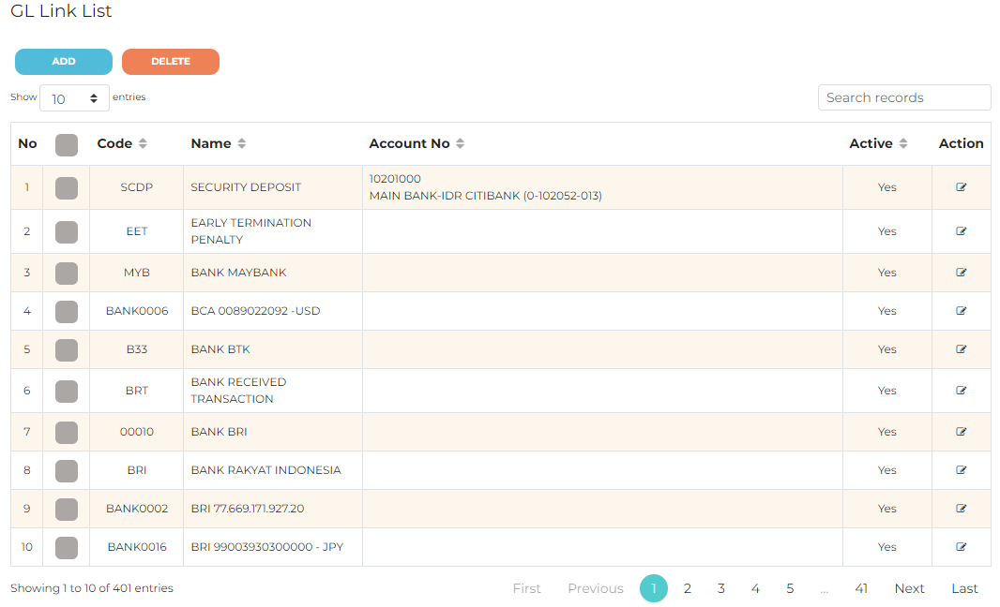 GL Link List
ADD DELETE
Show 10 entries Search records
No Code Name Account No Active Action
1 SCDP SECURITY DEPOSIT 10201000 Yes
MAIN BANK-IDR CITIBANK (0-102052-013)
2 EET EARLY TERMINATION Yes
PENALTY
3 MYB BANK MAYBANK Yes
4 BANK0006 BCA 0089022092 -USD Yes
5 B33 BANK BTK Yes
6 BRT BANK RECEIVED Yes
TRANSACTION
7 00010 BANK BRI Yes
8 BRI BANK RAKYAT INDONESIA Yes
9 BANK0002 BRI 77.669.171.927.20 Yes
10 BANK0016 BRI 99003930300000 - JPY Yes
Showing 1 to 10 of 401 entries First Previous 1 2 3 4 5 ... 41 Next Last